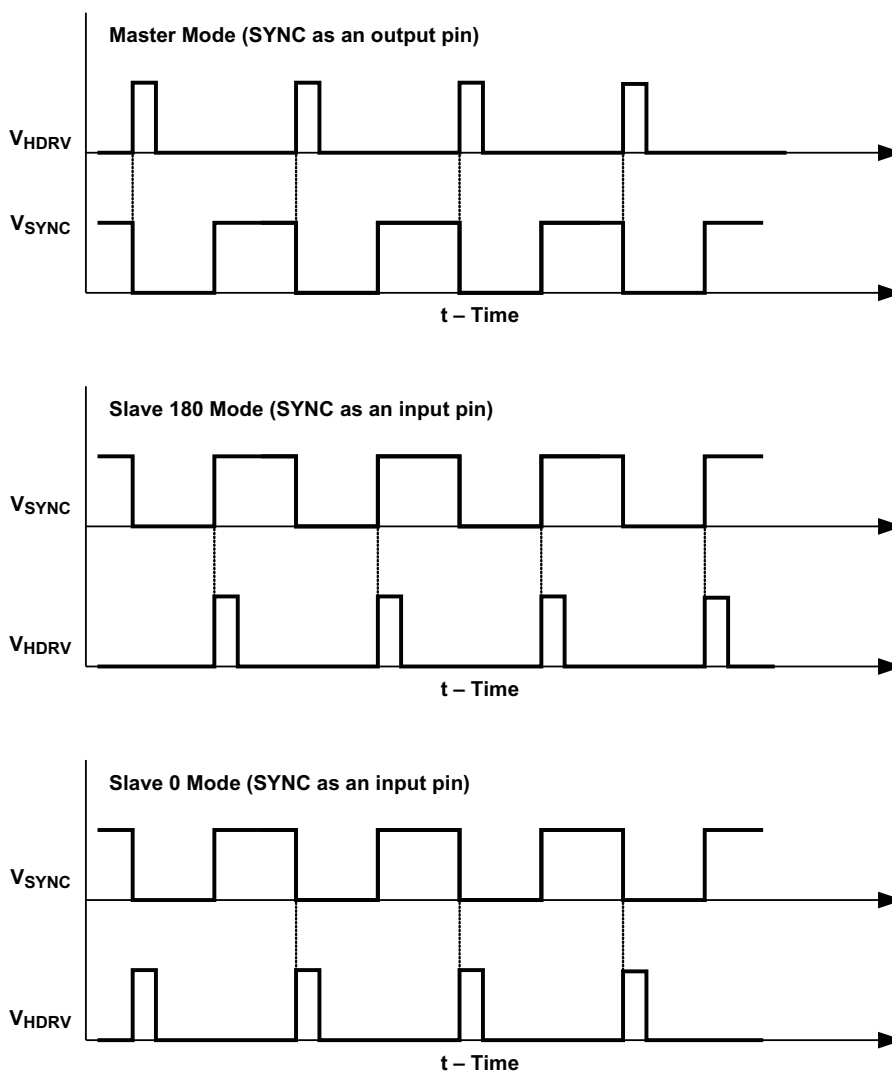 Master Mode (SYNC as an output pin)
VHDRV
VSYNC
t – Time
Slave 180 Mode (SYNC as an input pin)
VSYNC
VHDRV
t – Time
Slave 0 Mode (SYNC as an input pin)
VSYNC
VHDRV
t – Time